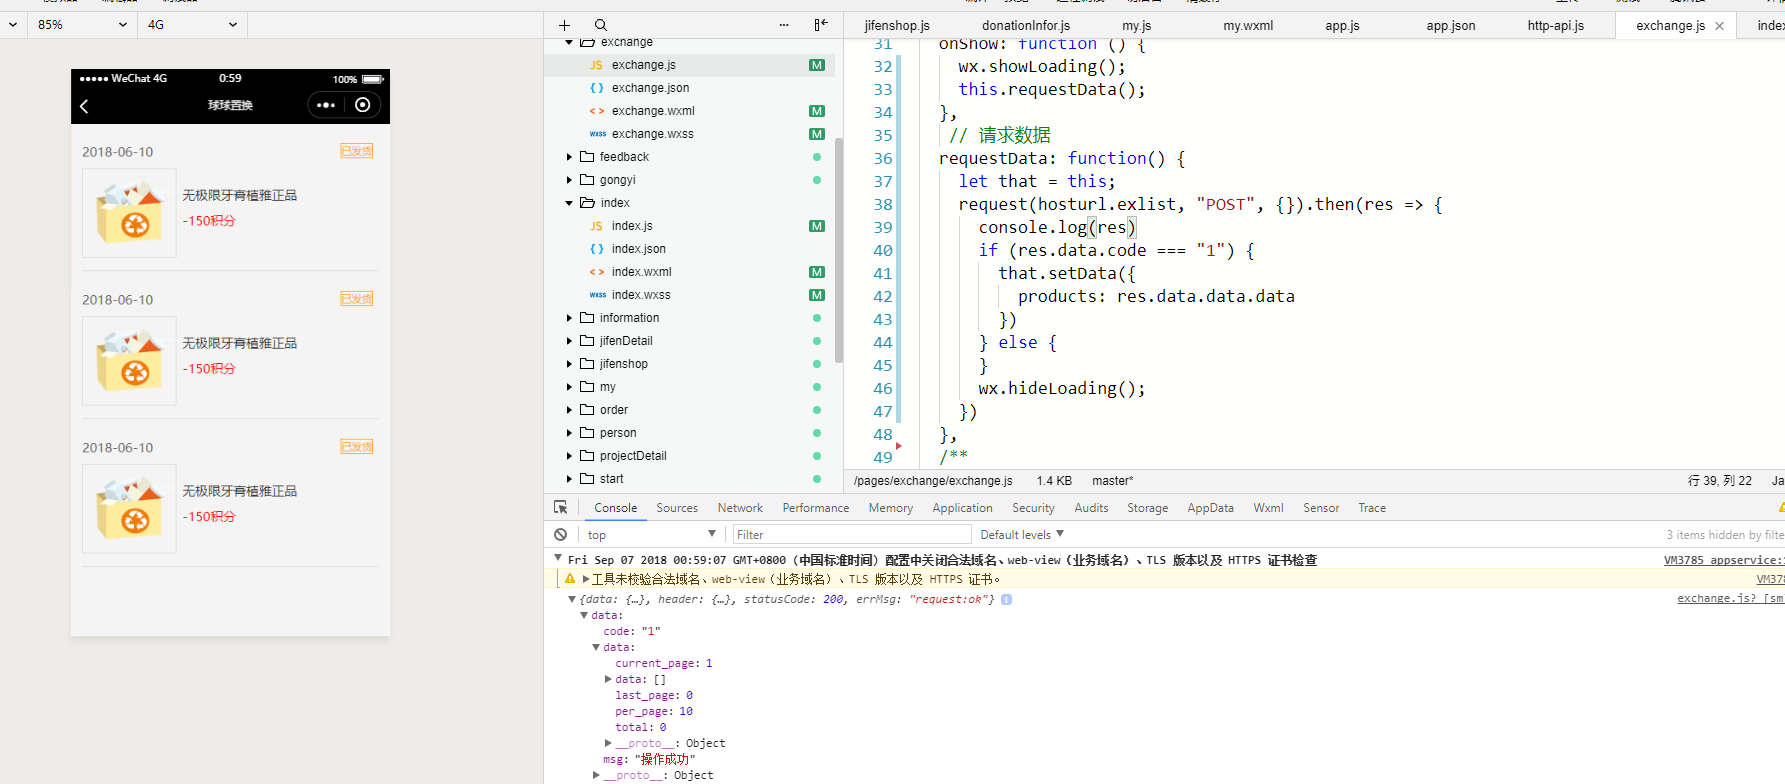 85%
4G
WeChat 4G
0:59
100%
球球置换
2018-06-10
已发货
无极限牙膏植雅正品
-150积分
2018-06-10
已发货
无极限牙膏植雅正品
-150积分
2018-06-10
已发货
无极限牙膏植雅正品
-150积分
exchange
JS exchange.js M
{ } exchange.json
< > exchange.wxml M
wxss exchange.wxss M
feedback
gongyi
index
JS index.js M
{ } index.json
< > index.wxml M
wxss index.wxss M
information
jifenDetail
jifenshop
my
order
person
projectDetail
start
jifenshop.js donationInfor.js my.js my.wxml app.js app.json http-api.js exchange.js index
31 onShow: function () {
32 wx.showLoading();
33 this.requestData();
34 },
35 // 请求数据
36 requestData: function() {
37 let that = this;
38 request(hosturl.exlist, "POST", {}).then(res => {
39 console.log(res)
40 if (res.data.code === "1") {
41 that.setData({
42 products: res.data.data.data
43 })
44 } else {
45 }
46 wx.hideLoading();
47 })
48 },
49 /**
/pages/exchange/exchange.js 1.4 KB master* 行 39, 列 22 Ja
Console Sources Network Performance Memory Application Security Audits Storage AppData Wxml Sensor Trace
top Filter Default levels 3 items hidden by filte
Fri Sep 07 2018 00:59:07 GMT+0800 (中国标准时间) 配置中关闭合法域名、web-view（业务域名）、TLS 版本以及 HTTPS 证书检查 VM3785 appservice:
工具未校验合法域名、web-view（业务域名）、TLS 版本以及 HTTPS 证书。 VM378
{data: {…}, header: {…}, statusCode: 200, errMsg: "request:ok"} exchange.js? [sm
data:
code: "1"
data:
current_page: 1
data: []
last_page: 0
per_page: 10
total: 0
__proto__: Object
msg: "操作成功"
__proto__: Object